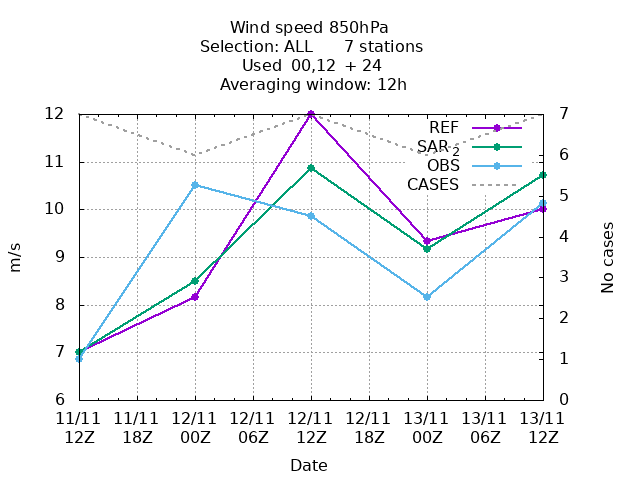 Wind speed 850hPa
Selection: ALL 7 stations
Used 00,12 + 24
Averaging window: 12h
12
11
10
9
8
7
6
m/s
7
6
5
4
3
2
1
0
No cases
REF
SAR 2
OBS
CASES
11/11 11/11 12/11 12/11 12/11 12/11 13/11 13/11 13/11
12Z 18Z 00Z 06Z 12Z 18Z 00Z 06Z 12Z
Date